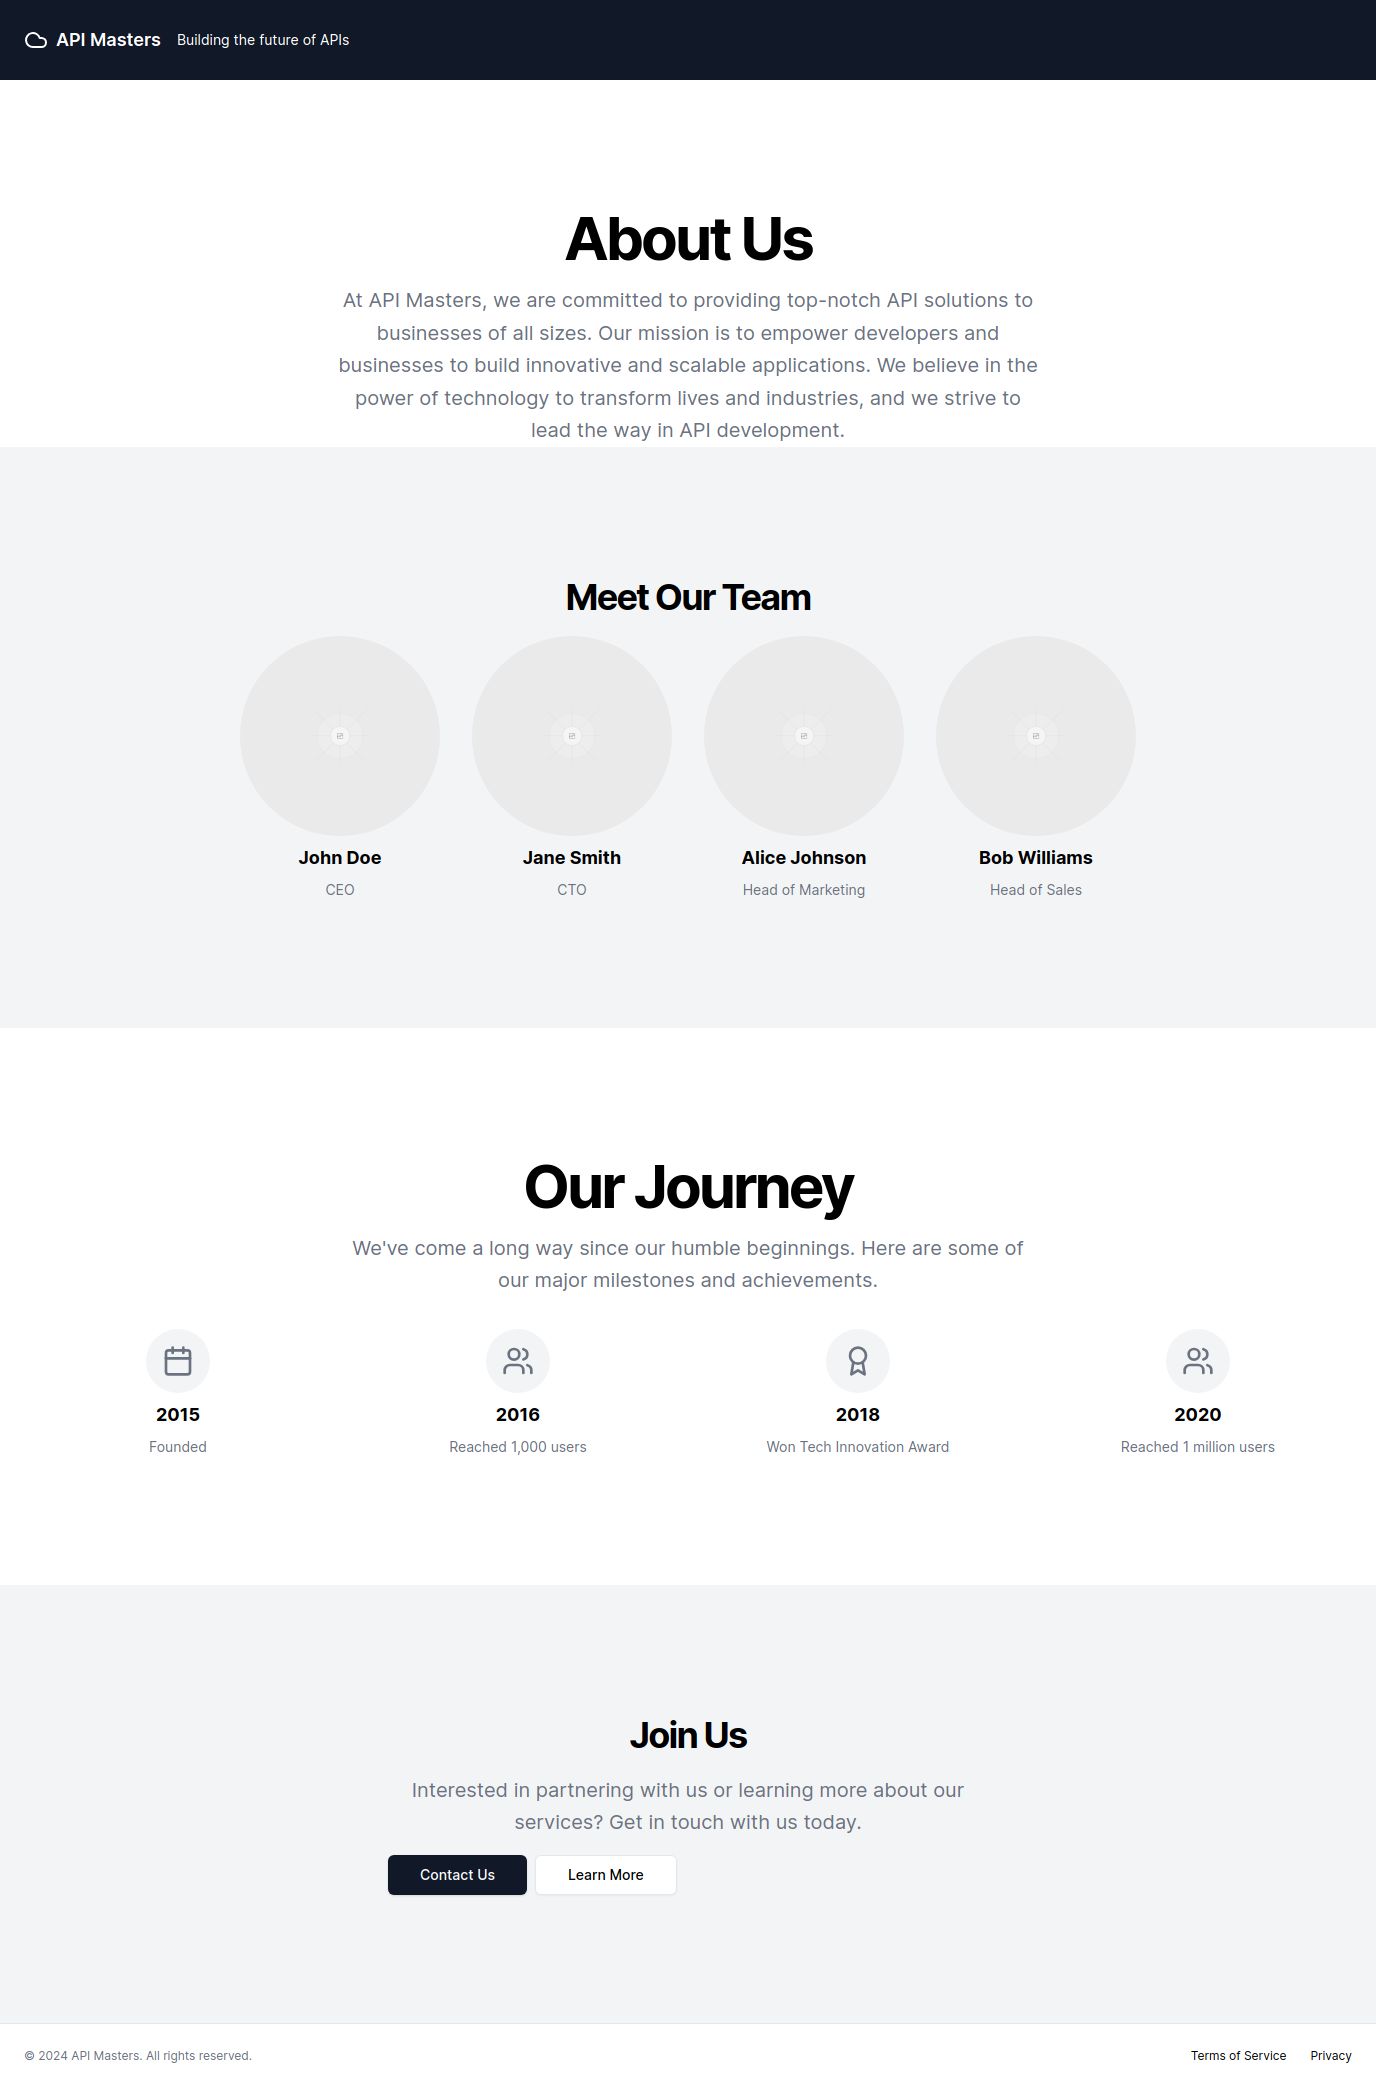 API Masters Building the future of APIs
About Us
At API Masters, we are committed to providing top-notch API solutions to
businesses of all sizes. Our mission is to empower developers and
businesses to build innovative and scalable applications. We believe in the
power of technology to transform lives and industries, and we strive to
lead the way in API development.
Meet Our Team
John Doe
CEO
Jane Smith
CTO
Alice Johnson
Head of Marketing
Bob Williams
Head of Sales
Our Journey
We've come a long way since our humble beginnings. Here are some of
our major milestones and achievements.
2015
Founded
2016
Reached 1,000 users
2018
Won Tech Innovation Award
2020
Reached 1 million users
Join Us
Interested in partnering with us or learning more about our
services? Get in touch with us today.
Contact Us
Learn More
© 2024 API Masters. All rights reserved.
Terms of Service
Privacy